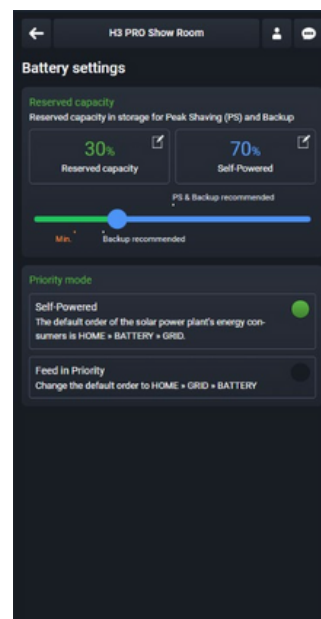 H3 PRO Show Room
Battery settings
Reserved capacity
Reserved capacity in storage for Peak Shaving (PS) and Backup
30%
70%
Reserved capacity
Self-Powered
PS & Backup recommended
Min.
Backup recommended
Priority mode
Self-Powered
The default order of the solar power plant's energy con-
sumers is HOME » BATTERY » GRID.
Feed in Priority
Change the default order to HOME » GRID » BATTERY